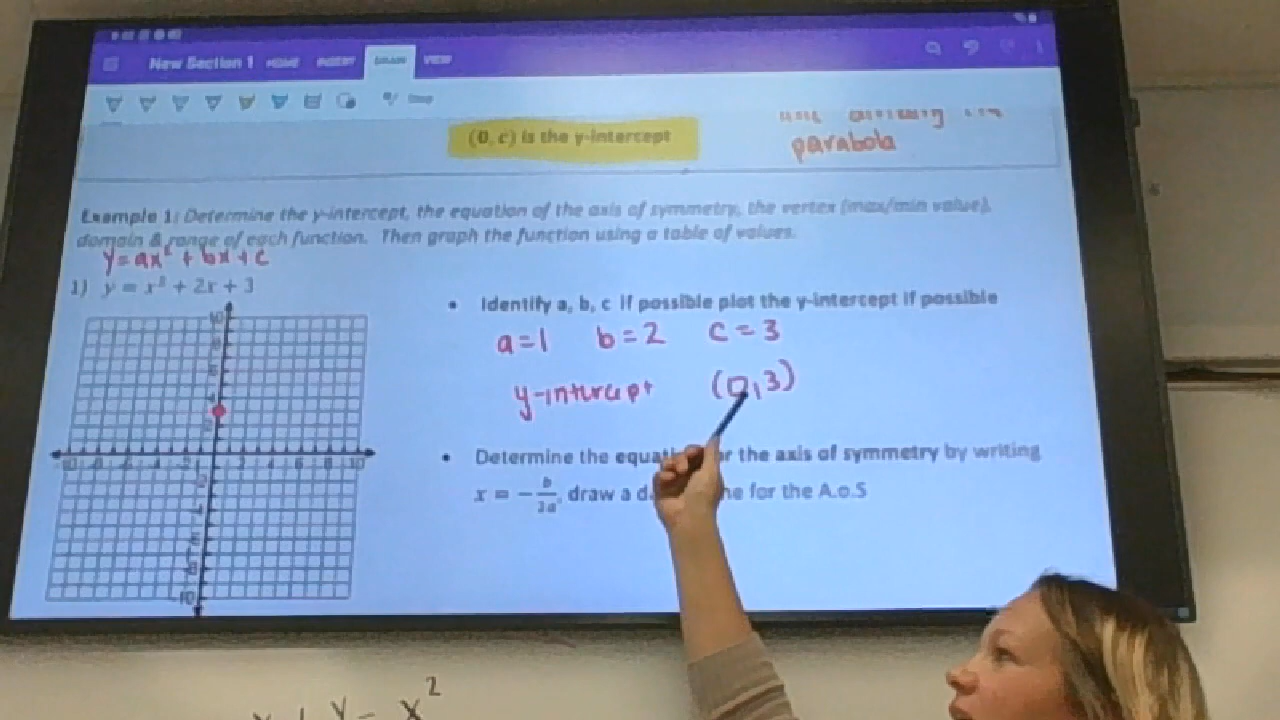 New Section 1 HOME INSERT DRAW VIEW
(0, c) is the y-intercept
parabola
Example 1: Determine the y-intercept, the equation of the axis of symmetry, the vertex (max/min value),
domain & range of each function. Then graph the function using a table of values.
y = ax² + bx + c
1) y = x² + 2x + 3
• Identify a, b, c if possible plot the y-intercept if possible
a = 1 b = 2 c = 3
y-intercept (0,3)
• Determine the the axis of symmetry by writing
x = -b/2a, draw a for the A.o.S
x y = x²